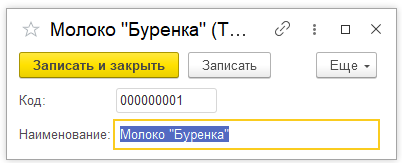 Молоко "Буренка" (Т...
Записать и закрыть Записать Еще
Код: 000000001
Наименование: Молоко "Буренка"